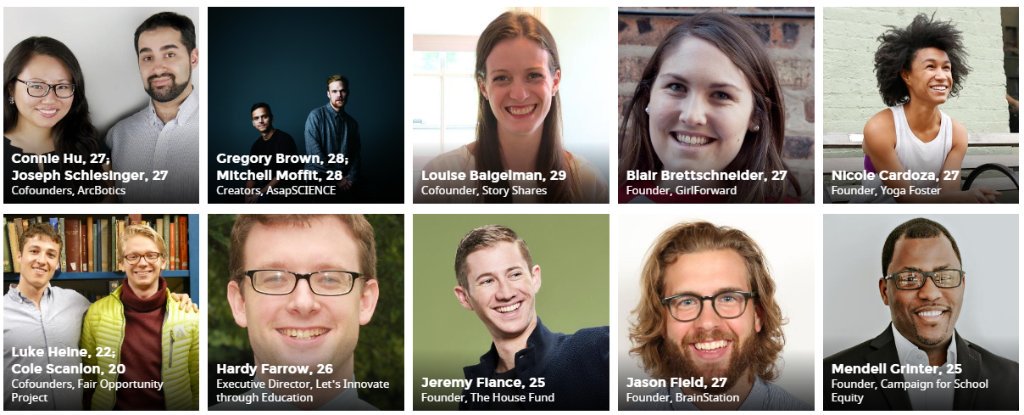 Connie Hu, 27;
Joseph Schlesinger, 27
Cofounders, ArcBotics
Gregory Brown, 28;
Mitchell Moffit, 28
Creators, AsapSCIENCE
Louise Baigelman, 29
Cofounder, Story Shares
Blair Brettschneider, 27
Founder, GirlForward
Nicole Cardoza, 27
Founder, Yoga Foster
Luke Heine, 22;
Cole Scanlon, 20
Cofounders, Fair Opportunity
Project
Hardy Farrow, 26
Executive Director, Let's Innovate
through Education
Jeremy Fiance, 25
Founder, The House Fund
Jason Field, 27
Founder, BrainStation
Mendell Grinter, 25
Founder, Campaign for School
Equity